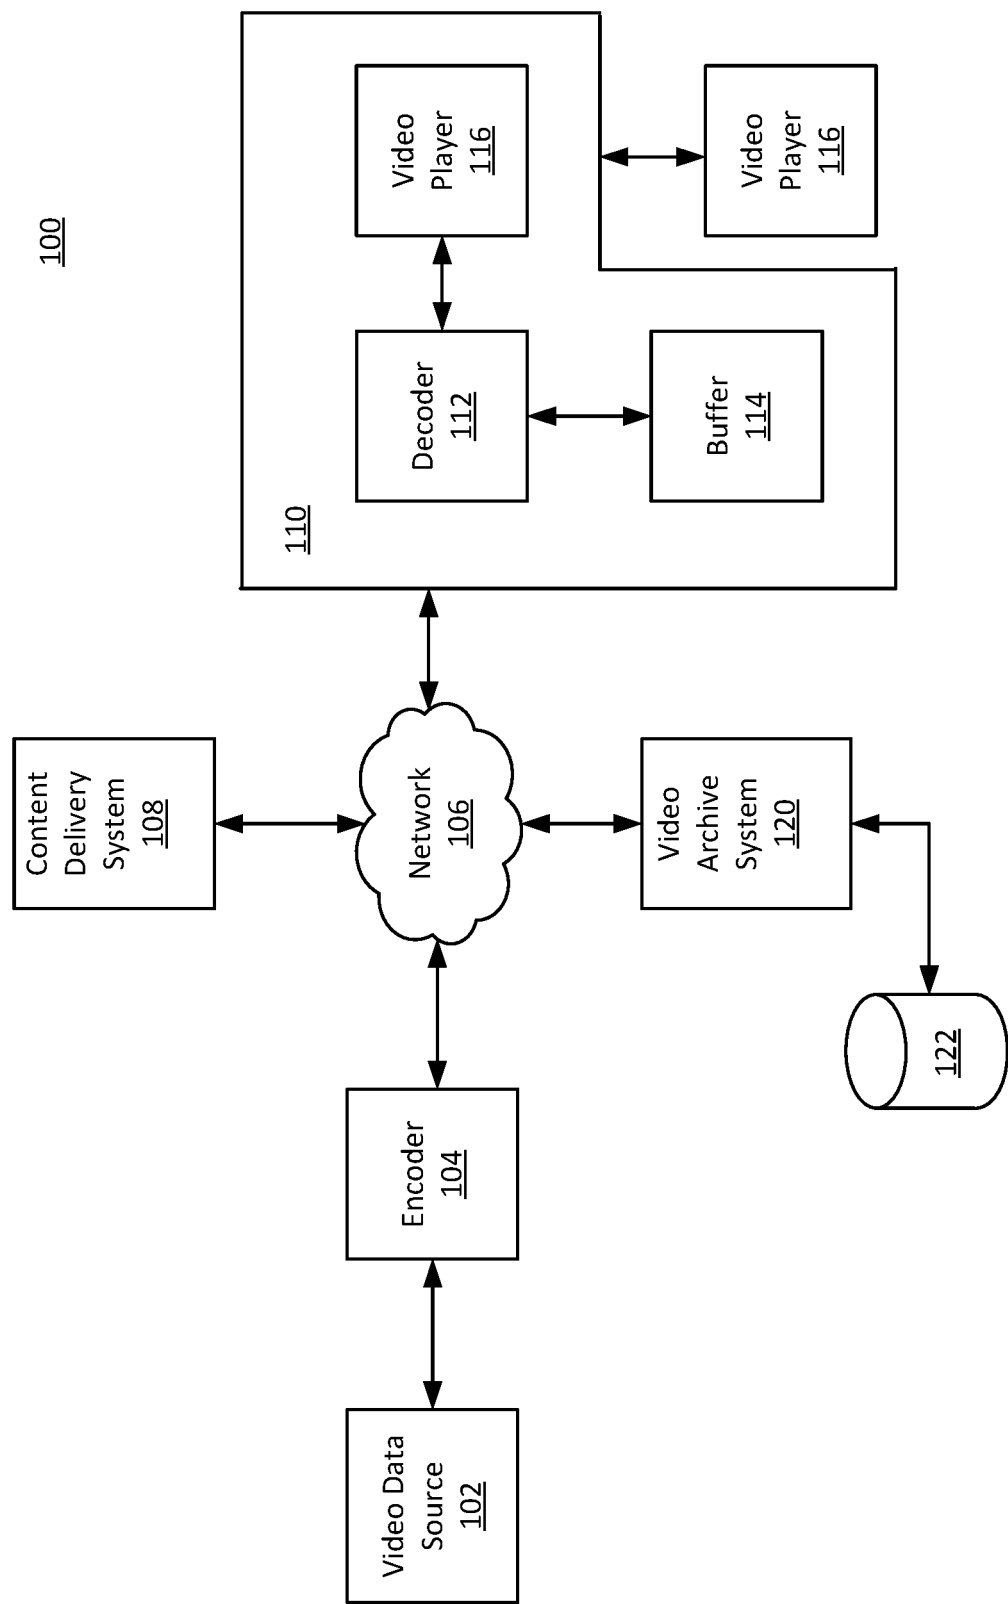 100
Content
Delivery
System
108
Video Data
Source
102
Encoder
104
Network
106
110
Decoder
112
Video
Player
116
Buffer
114
Video
Player
116
Video
Archive
System
120
122